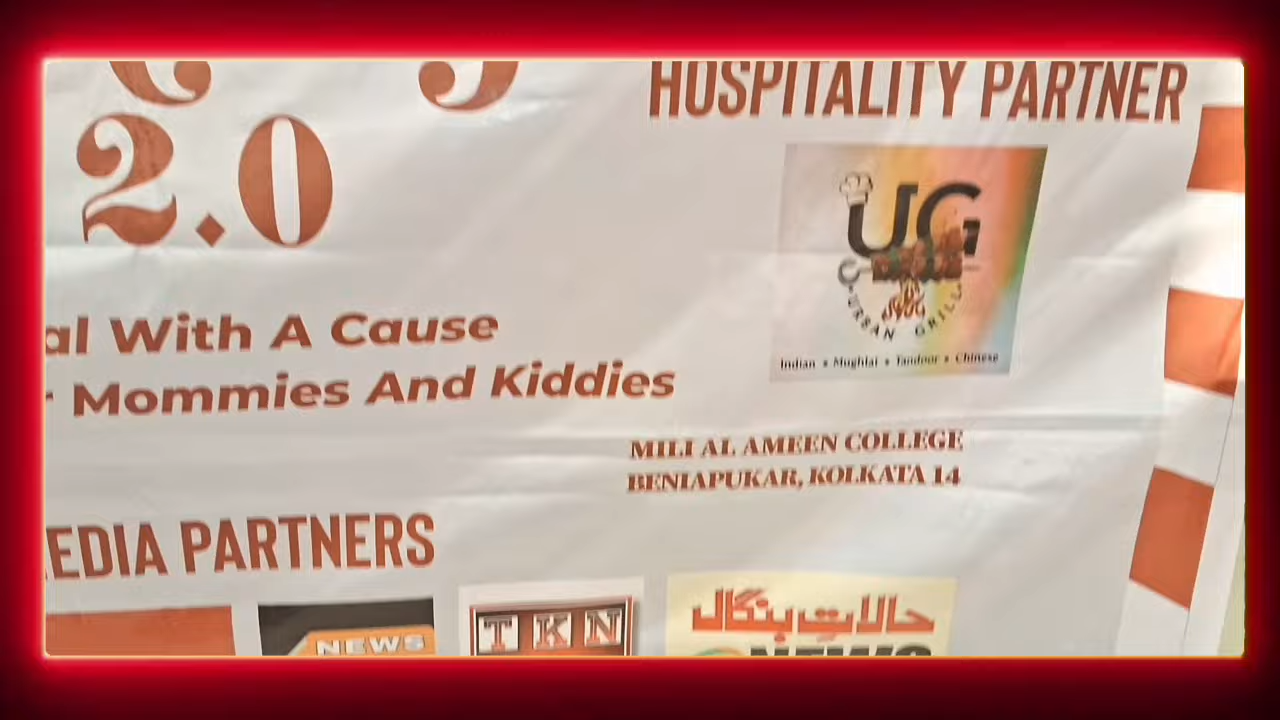 HOSPITALITY PARTNER
2.0
UG
URBAN GRILL
Indian • Mughlai • Tandoor • Chinese
al With A Cause
Mommies And Kiddies
MILI AL AMEEN COLLEGE
BENIAPUKAR, KOLKATA 14
EDIA PARTNERS
NEWS
TKN
حالاتِ بنگال
NEWS